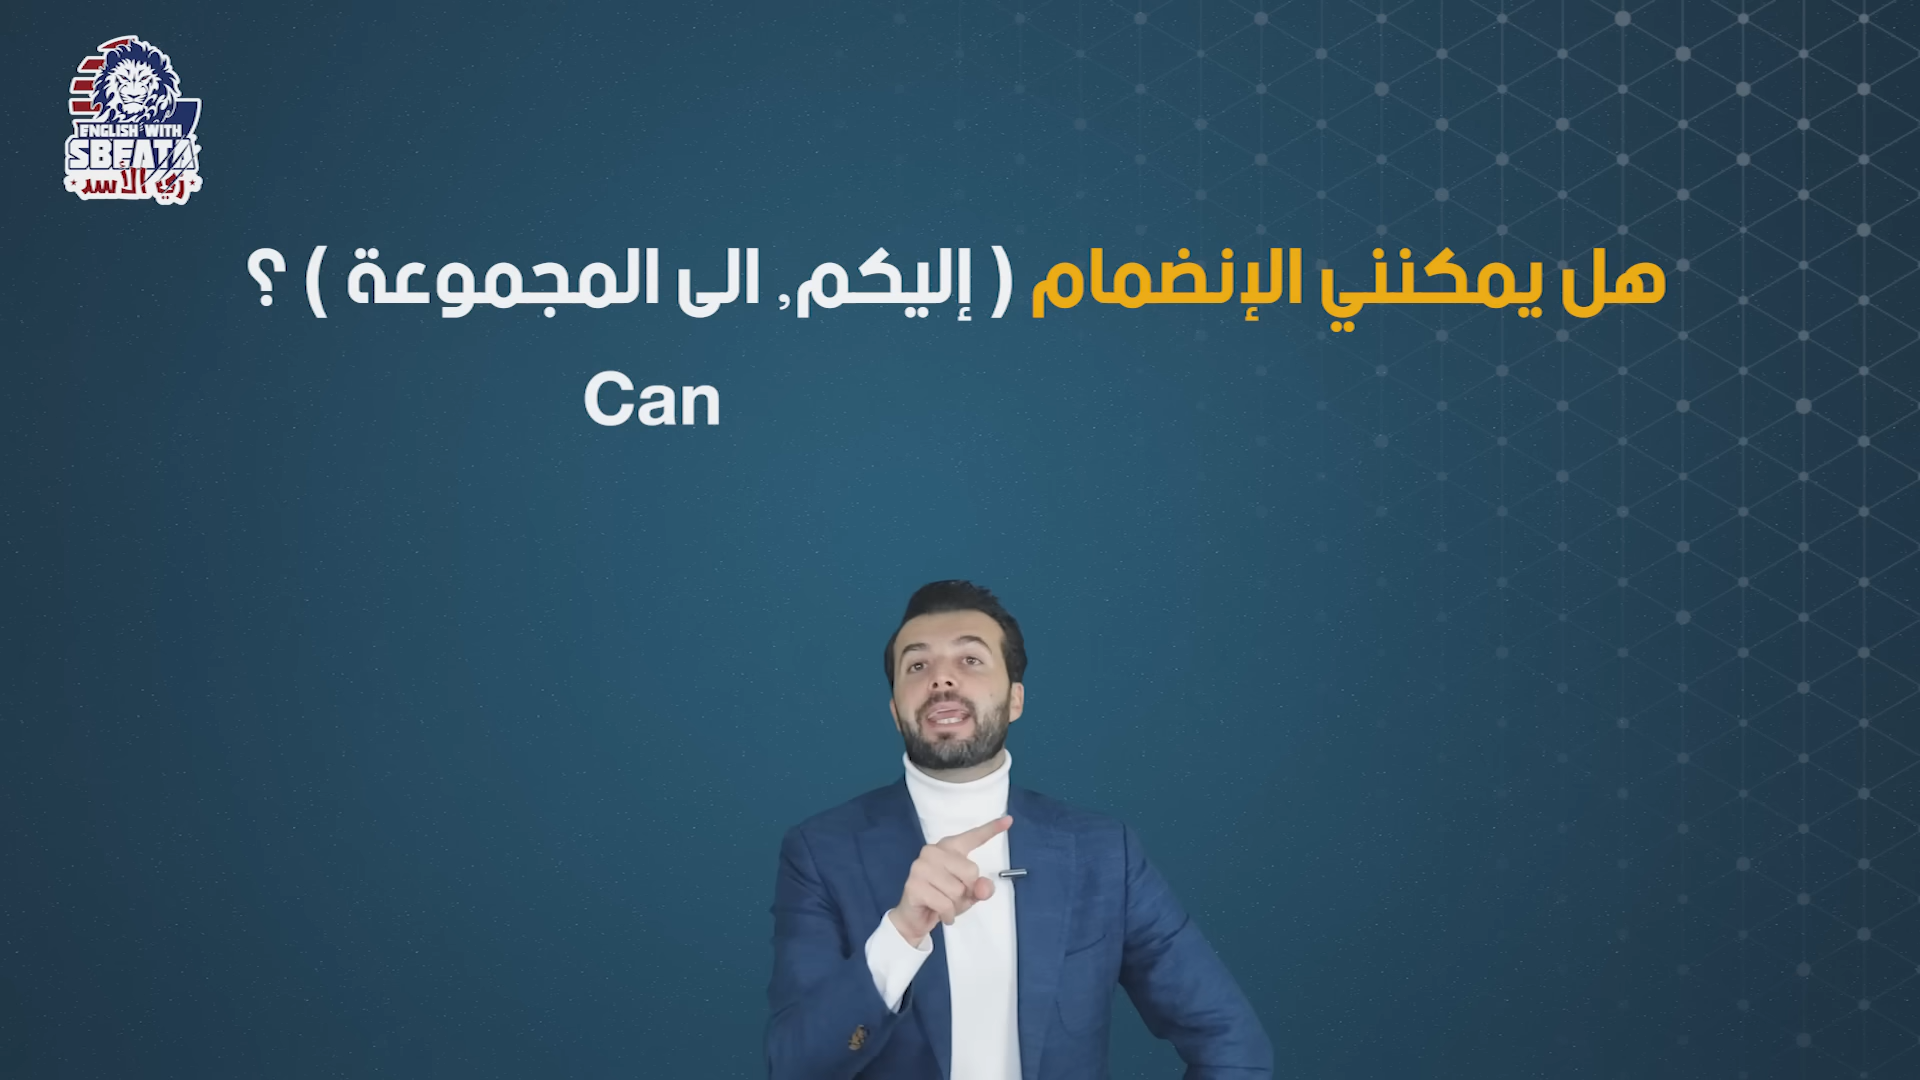 ENGLISH WITH
SBEATA
زي الأسد
هل يمكنني الإنضمام ( إليكم, الى المجموعة ) ؟
Can